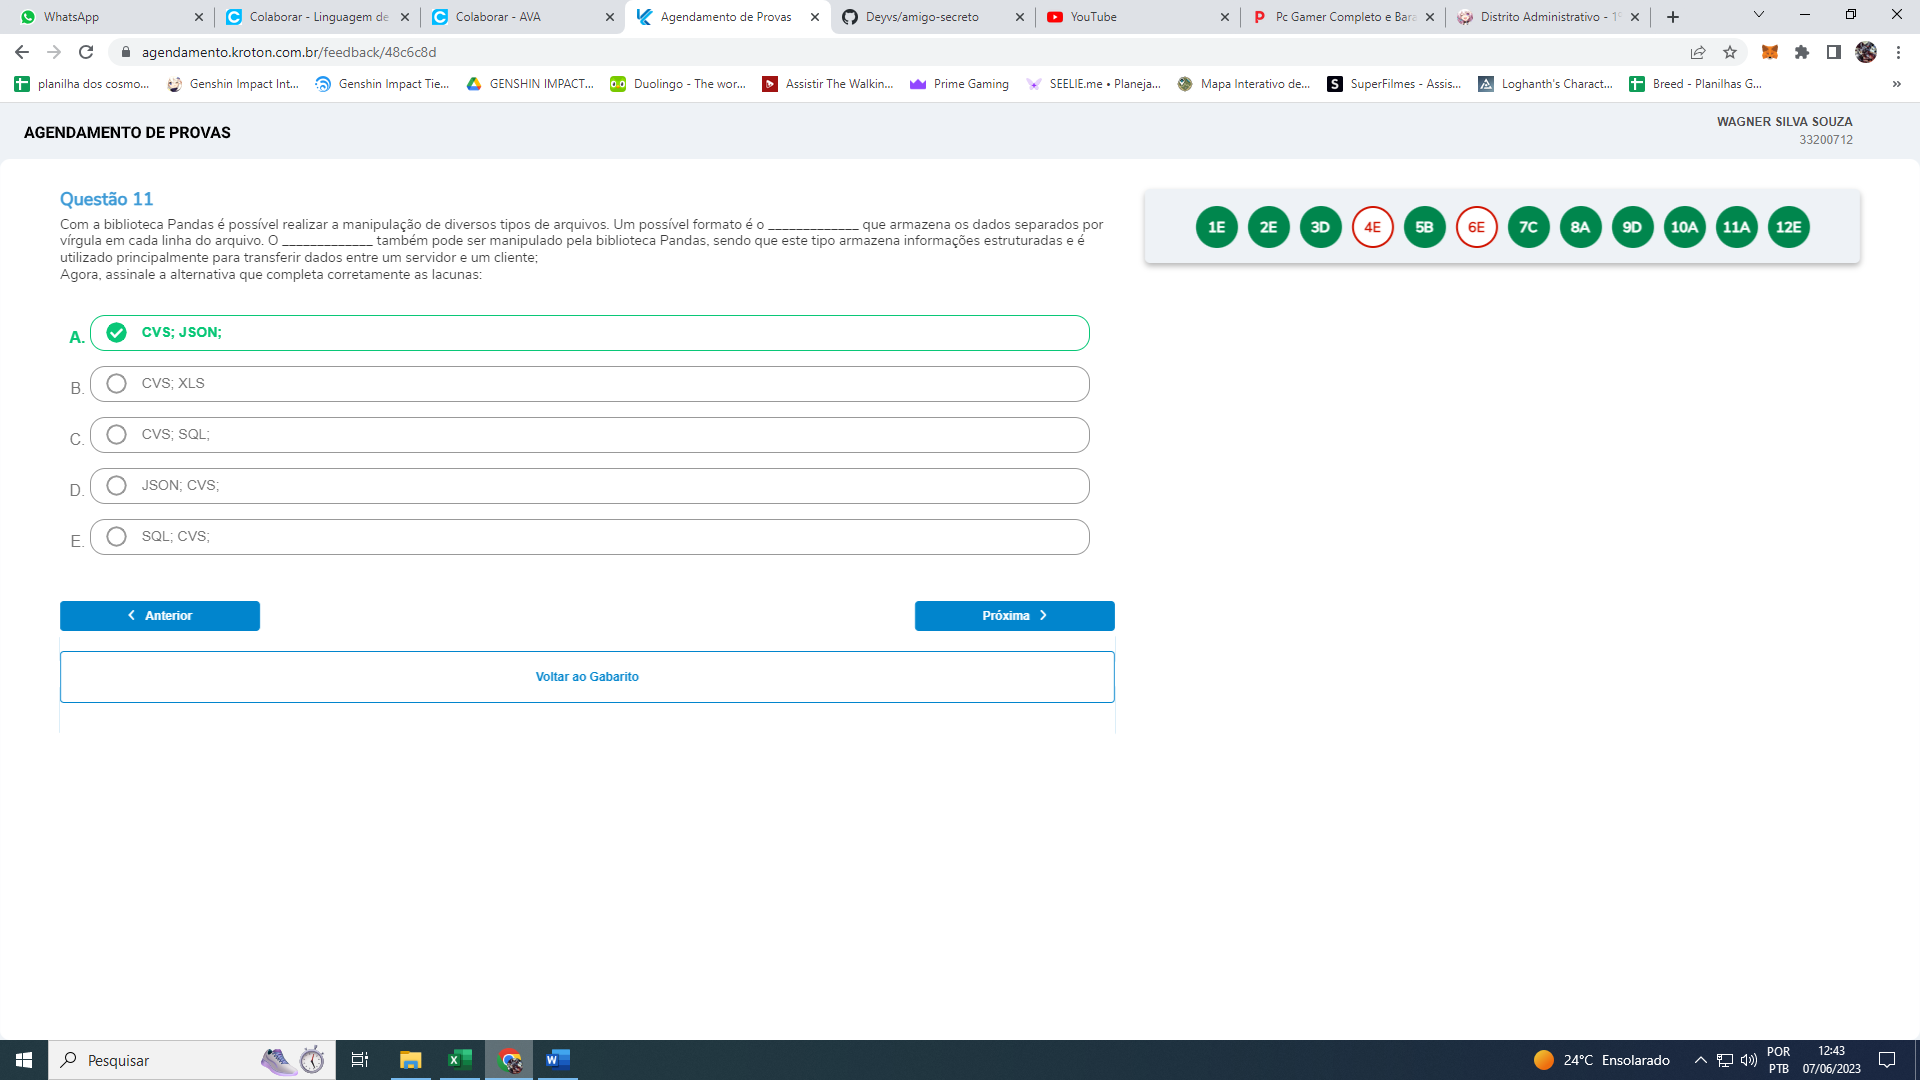 WhatsApp
Colaborar - Linguagem de
Colaborar - AVA
Agendamento de Provas
Deyvs/amigo-secreto
YouTube
Pc Gamer Completo e Bara
Distrito Administrativo - 1º
agendamento.kroton.com.br/feedback/48c6c8d
planilha dos cosmo...
Genshin Impact Int...
Genshin Impact Tie...
GENSHIN IMPACT...
Duolingo - The wor...
Assistir The Walkin...
Prime Gaming
SEELIE.me • Planeja...
Mapa Interativo de...
SuperFilmes - Assis...
Loghanth's Charact...
Breed - Planilhas G...
AGENDAMENTO DE PROVAS
WAGNER SILVA SOUZA
33200712
Questão 11
Com a biblioteca Pandas é possível realizar a manipulação de diversos tipos de arquivos. Um possível formato é o _____________ que armazena os dados separados por
vírgula em cada linha do arquivo. O _____________ também pode ser manipulado pela biblioteca Pandas, sendo que este tipo armazena informações estruturadas e é
utilizado principalmente para transferir dados entre um servidor e um cliente;
Agora, assinale a alternativa que completa corretamente as lacunas:
1E 2E 3D 4E 5B 6E 7C 8A 9D 10A 11A 12E
A. CVS; JSON;
B. CVS; XLS
C. CVS; SQL;
D. JSON; CVS;
E. SQL; CVS;
Anterior
Próxima
Voltar ao Gabarito
Pesquisar
24°C Ensolarado
POR
PTB
12:43
07/06/2023